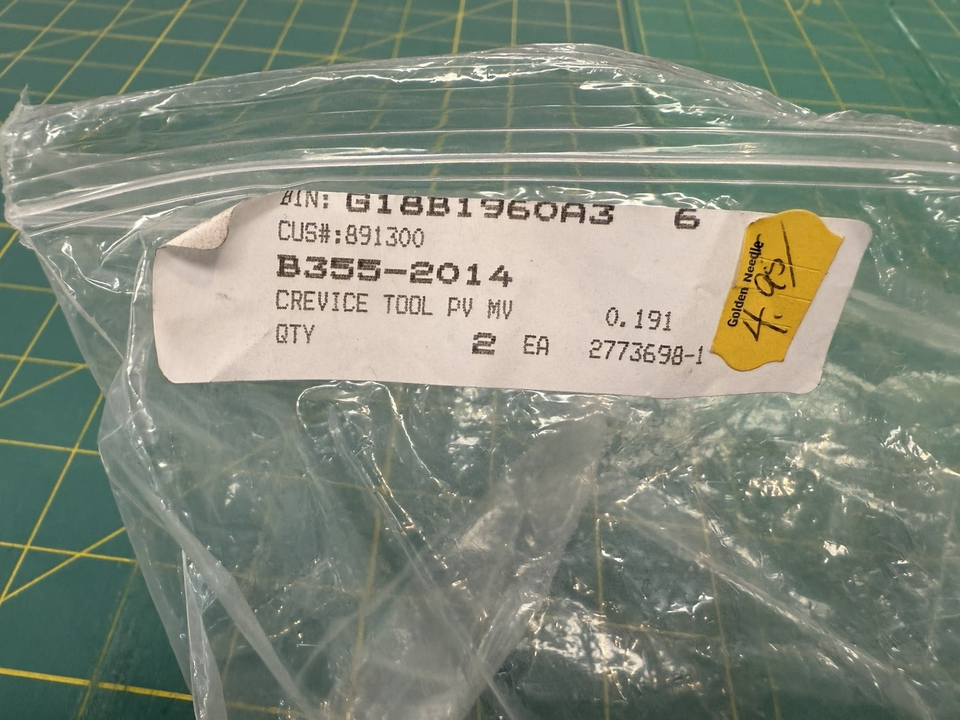 BIN: G18B1960A3 6
CUS#:891300
B355-2014
CREVICE TOOL PV MV 0.191
QTY 2 EA 2773698-1
Golden Needle
4.95